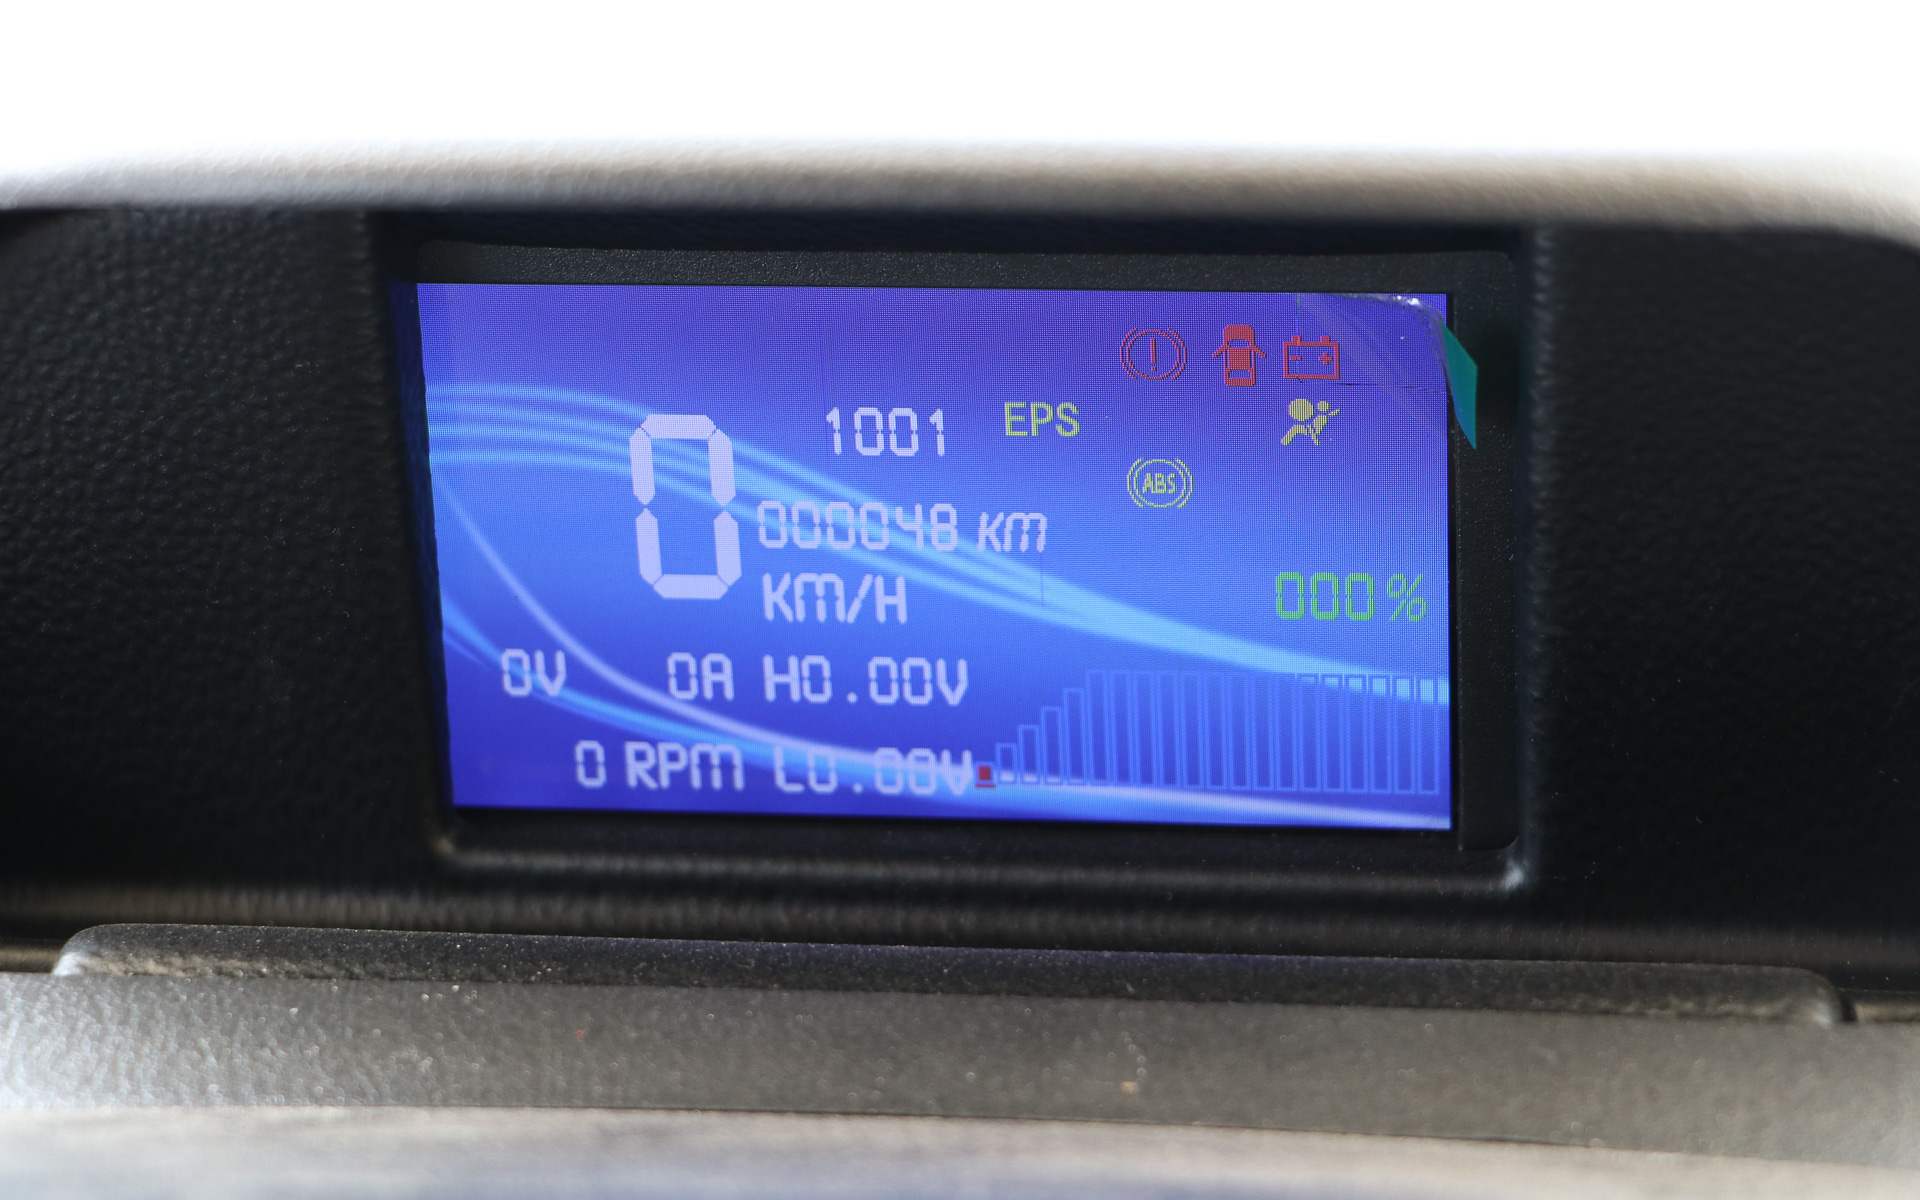 1001 EPS
ABS
0 000048 KM
KM/H
000%
0V 0A H0.00V
0 RPM L0.00V